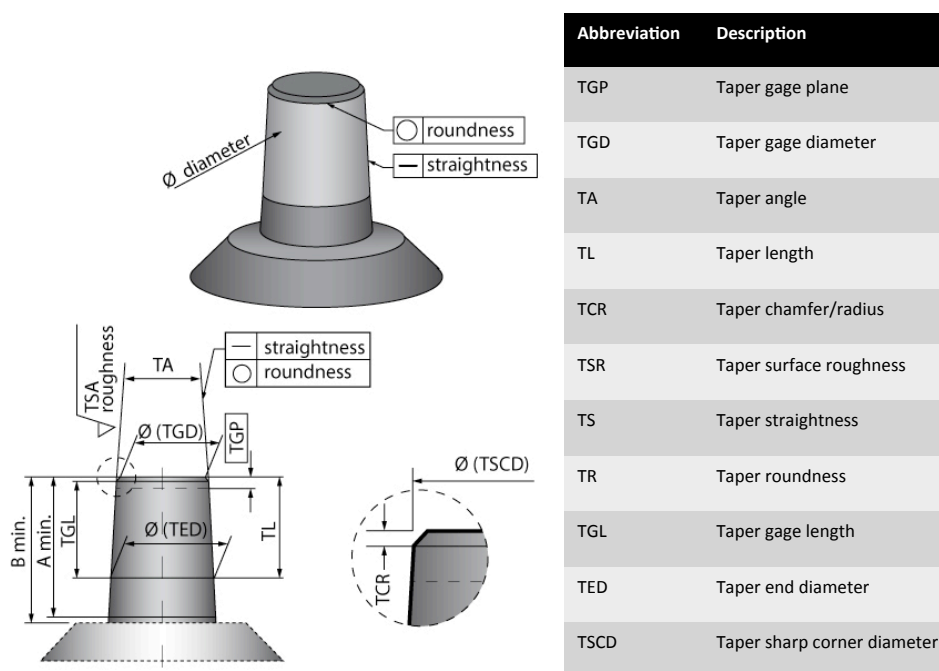 Ø diameter
roundness
straightness
TSA
roughness
TA
straightness
roundness
Ø (TGD)
TGP
B min.
A min.
TGL
Ø (TED)
TL
Ø (TSCD)
TCR
Abbreviation Description
TGP Taper gage plane
TGD Taper gage diameter
TA Taper angle
TL Taper length
TCR Taper chamfer/radius
TSR Taper surface roughness
TS Taper straightness
TR Taper roundness
TGL Taper gage length
TED Taper end diameter
TSCD Taper sharp corner diameter